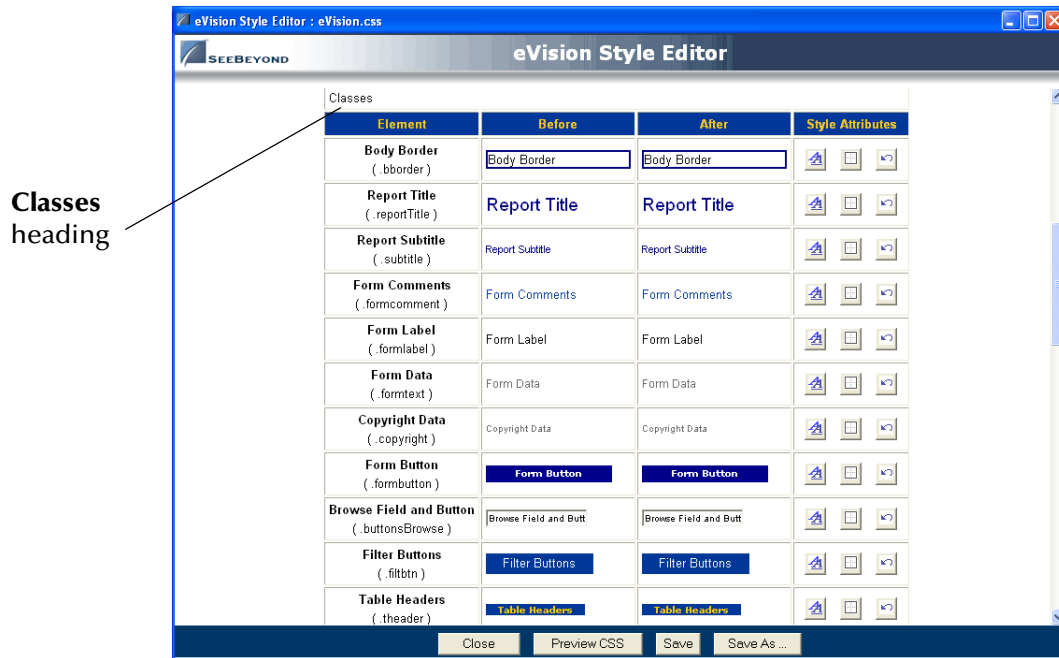 eVision Style Editor : eVision.css
SEEBEYOND
eVision Style Editor
Classes
Element Before After Style Attributes
Body Border
( .bborder )
Body Border Body Border
Report Title
( .reportTitle )
Report Title Report Title
Report Subtitle
( .subtitle )
Report Subtitle Report Subtitle
Form Comments
( .formcomment )
Form Comments Form Comments
Form Label
( .formlabel )
Form Label Form Label
Form Data
( .formtext )
Form Data Form Data
Copyright Data
( .copyright )
Copyright Data Copyright Data
Form Button
( .formbutton )
Form Button Form Button
Browse Field and Button
( .buttonsBrowse )
Browse Field and Butt Browse Field and Butt
Filter Buttons
( .filtbtn )
Filter Buttons Filter Buttons
Table Headers
( .theader )
Table Headers Table Headers
Close Preview CSS Save Save As ...
Classes
heading